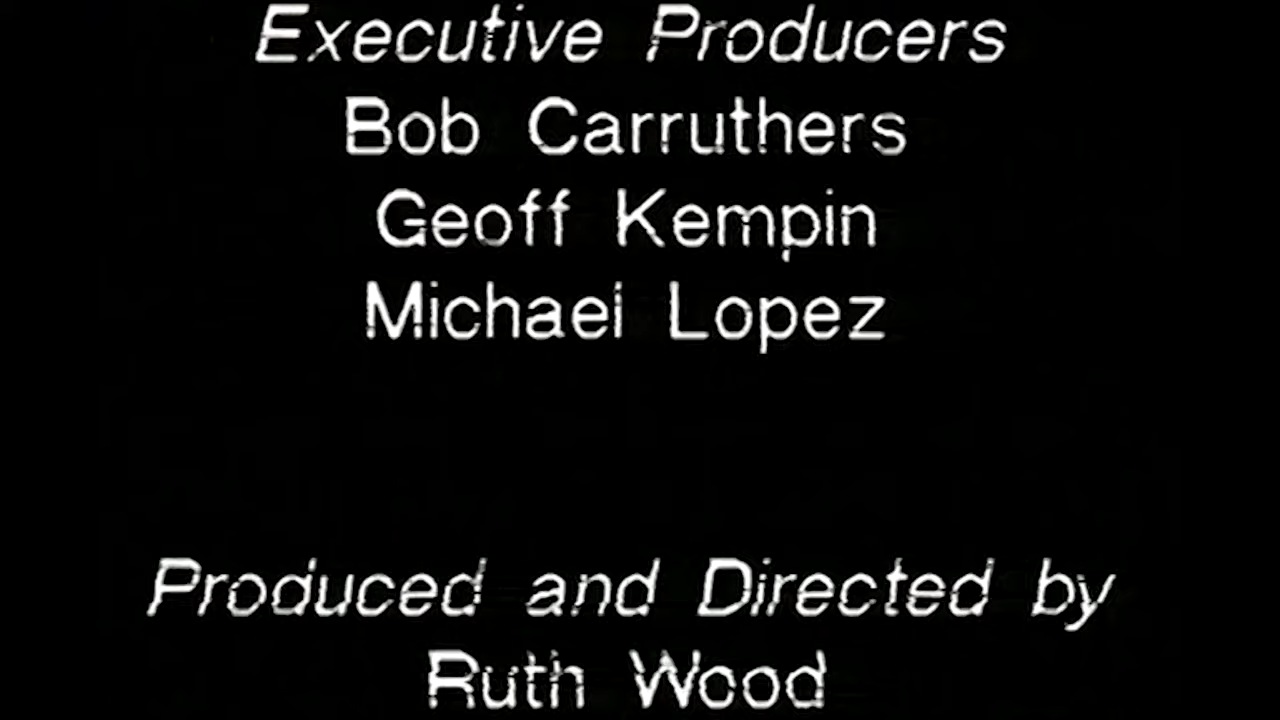 Executive Producers
Bob Carruthers
Geoff Kempin
Michael Lopez
Produced and Directed by
Ruth Wood